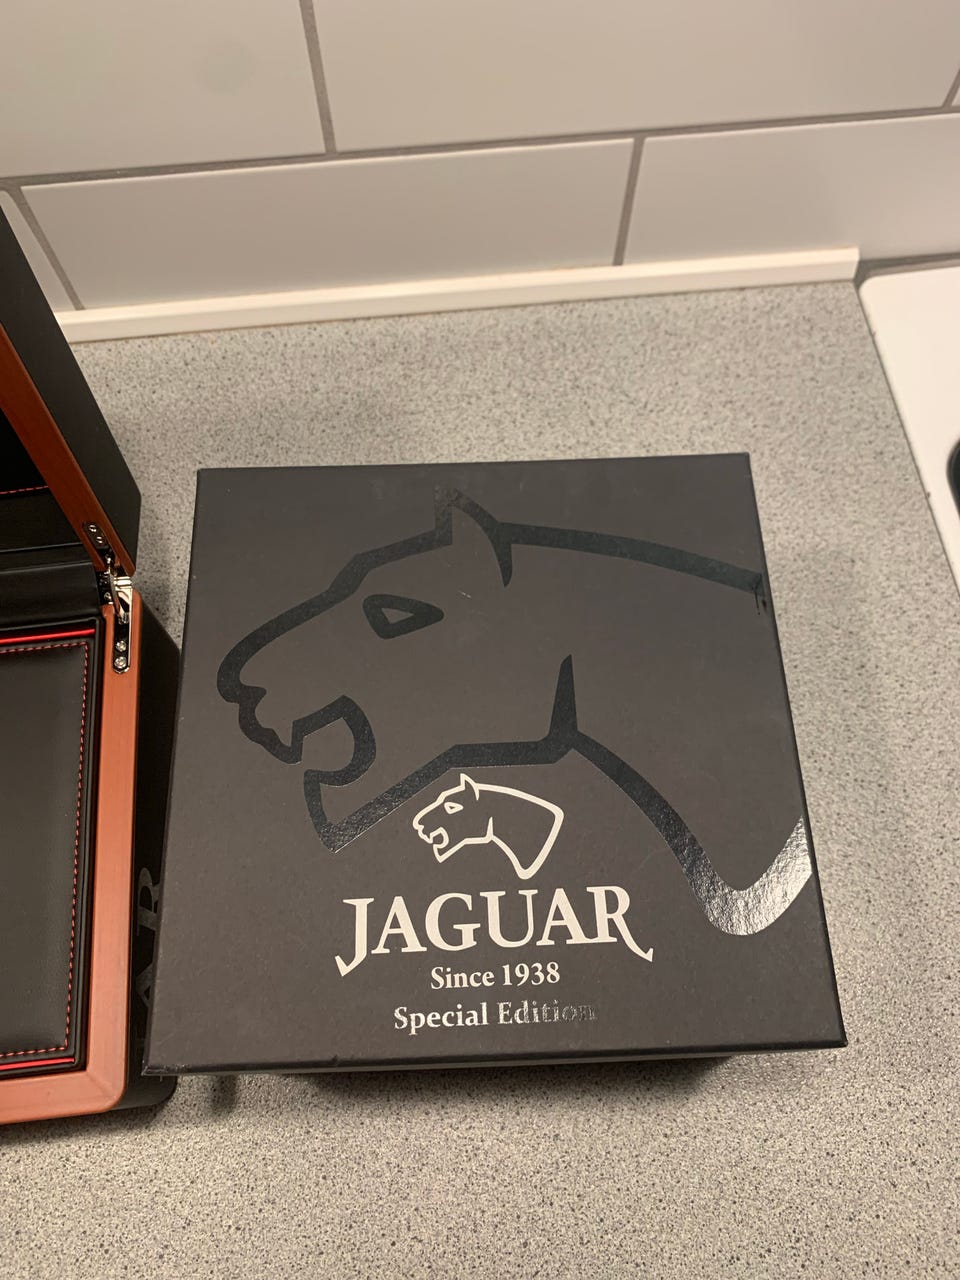 JAGUAR
Since 1938
Special Edition